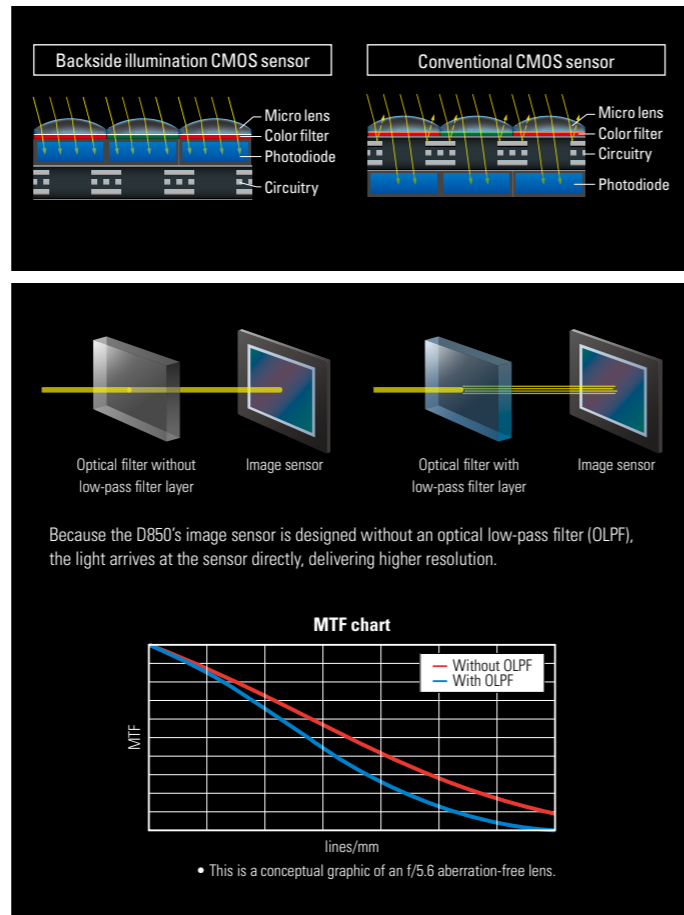 Backside illumination CMOS sensor
Micro lens
Color filter
Photodiode
Circuitry
Conventional CMOS sensor
Micro lens
Color filter
Circuitry
Photodiode
Optical filter without
low-pass filter layer
Image sensor
Optical filter with
low-pass filter layer
Image sensor
Because the D850's image sensor is designed without an optical low-pass filter (OLPF),
the light arrives at the sensor directly, delivering higher resolution.
MTF chart
Without OLPF
With OLPF
MTF
lines/mm
• This is a conceptual graphic of an f/5.6 aberration-free lens.